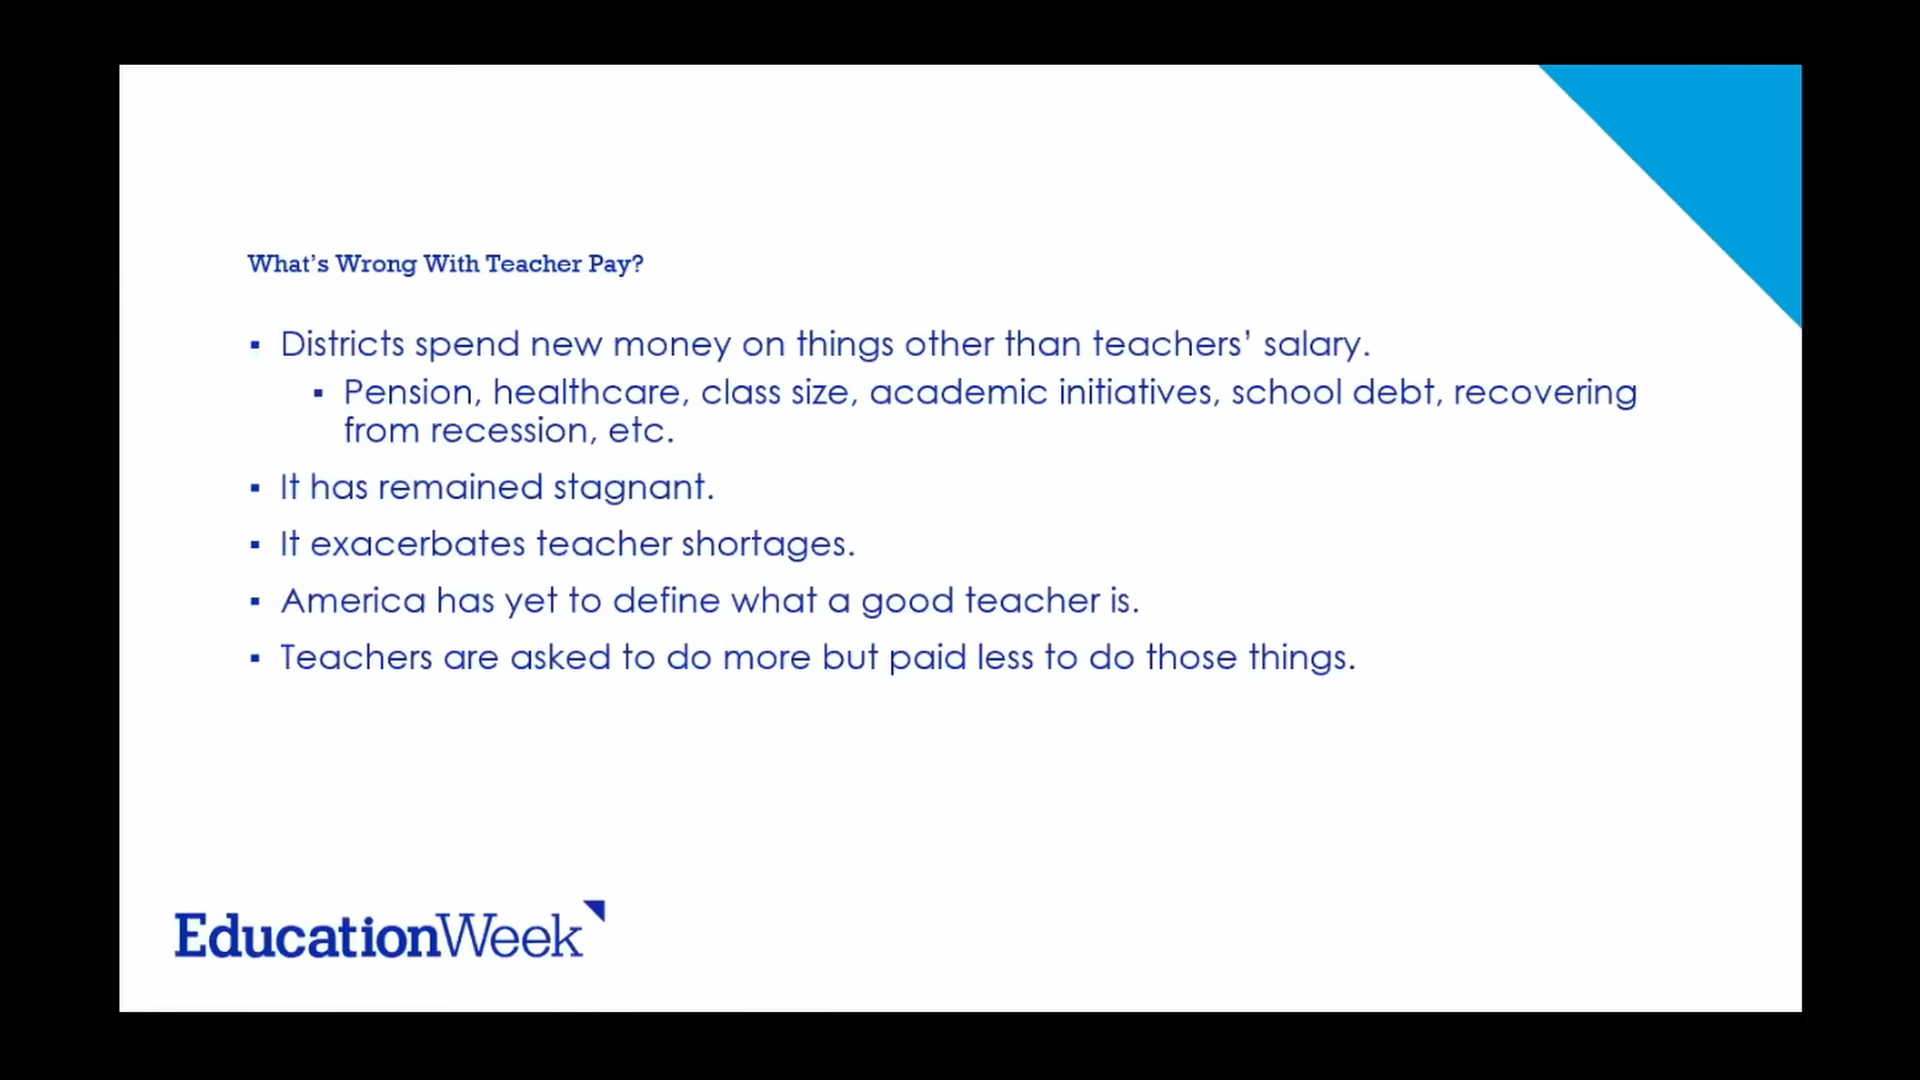 What's Wrong With Teacher Pay?
▪ Districts spend new money on things other than teachers' salary.
▪ Pension, healthcare, class size, academic initiatives, school debt, recovering
from recession, etc.
▪ It has remained stagnant.
▪ It exacerbates teacher shortages.
▪ America has yet to define what a good teacher is.
▪ Teachers are asked to do more but paid less to do those things.
EducationWeek